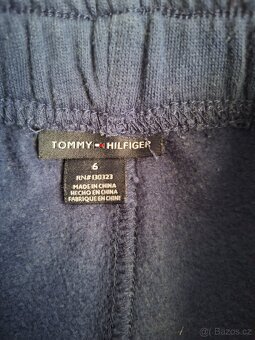 TOMMY HILFIGER
6
RN# 130323
MADE IN CHINA
HECHO EN CHINA
FABRIQUE EN CHINE
Bazos.cz